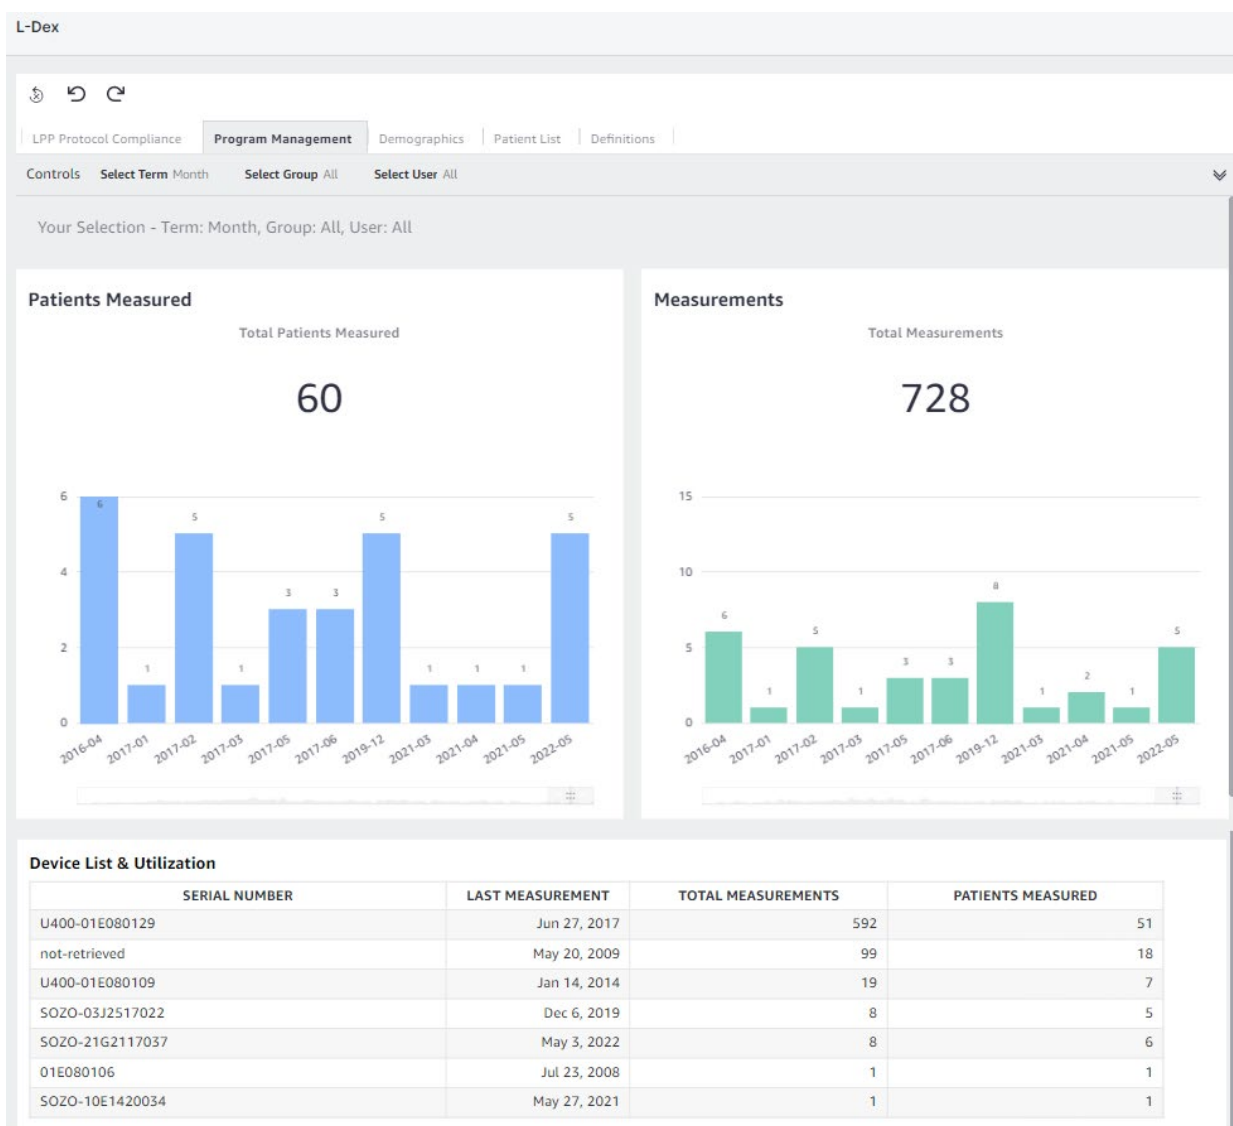 L-Dex
LPP Protocol Compliance Program Management Demographics Patient List Definitions
Controls Select Term Month Select Group All Select User All
Your Selection - Term: Month, Group: All, User: All
Patients Measured
Total Patients Measured
60
6
4
2
0
6
1
5
1
3
3
5
1
1
1
5
2016-04 2017-01 2017-02 2017-03 2017-05 2017-06 2019-12 2021-03 2021-04 2021-05 2022-05
Measurements
Total Measurements
728
15
10
5
0
6
1
5
1
3
3
8
1
2
1
5
2016-04 2017-01 2017-02 2017-03 2017-05 2017-06 2019-12 2021-03 2021-04 2021-05 2022-05
Device List & Utilization
SERIAL NUMBER LAST MEASUREMENT TOTAL MEASUREMENTS PATIENTS MEASURED
U400-01E080129 Jun 27, 2017 592 51
not-retrieved May 20, 2009 99 18
U400-01E080109 Jan 14, 2014 19 7
SOZO-03J2517022 Dec 6, 2019 8 5
SOZO-21G2117037 May 3, 2022 8 6
01E080106 Jul 23, 2008 1 1
SOZO-10E1420034 May 27, 2021 1 1